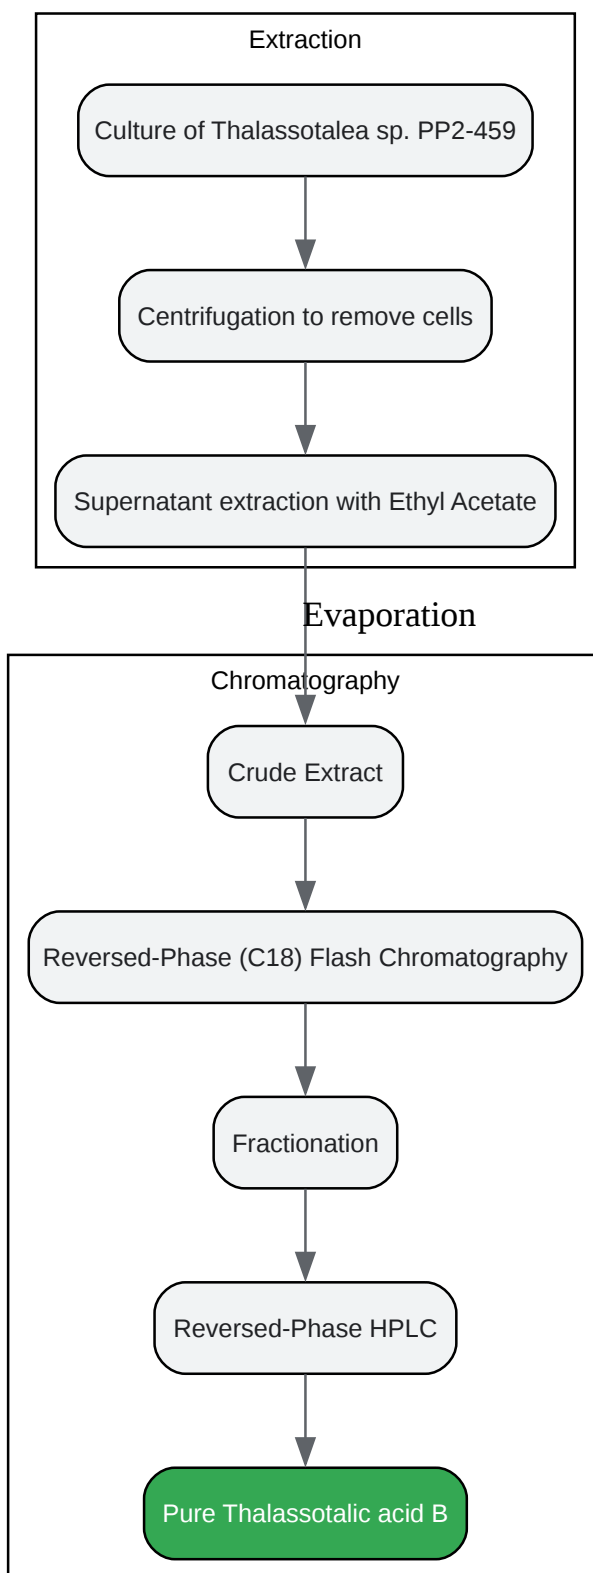 Extraction
Culture of Thalassotalea sp. PP2-459
Centrifugation to remove cells
Supernatant extraction with Ethyl Acetate
Evaporation
Chromatography
Crude Extract
Reversed-Phase (C18) Flash Chromatography
Fractionation
Reversed-Phase HPLC
Pure Thalassotalic acid B